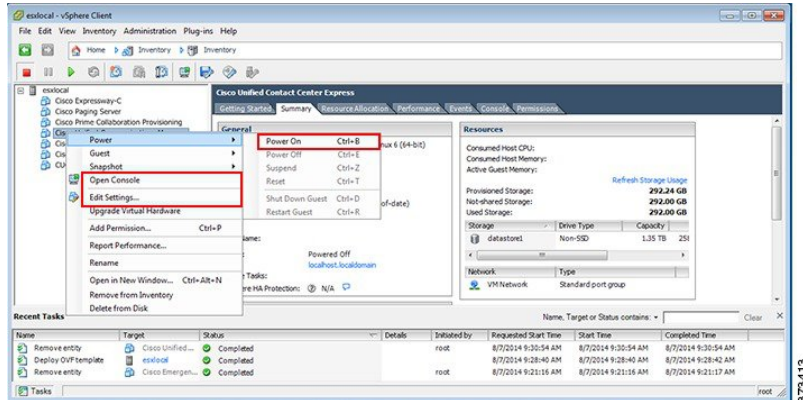 esxlocal - vSphere Client
File Edit View Inventory Administration Plug-ins Help
Home Inventory Inventory
esxlocal
Cisco Expressway-C
Cisco Paging Server
Cisco Prime Collaboration Provisioning
Cisco Unified Contact Center Express
Getting Started Summary Resource Allocation Performance Events Console Permissions
General
Power
Guest
Snapshot
Open Console
Edit Settings...
Upgrade Virtual Hardware
Add Permission... Ctrl+P
Report Performance...
Rename
Open in New Window... Ctrl+Alt+N
Remove from Inventory
Delete from Disk
Power On Ctrl+B
Power Off Ctrl+E
Suspend Ctrl+Z
Reset Ctrl+T
Shut Down Guest Ctrl+D
Restart Guest Ctrl+R
nux 6 (64-bit)
of-date)
ame:
Powered Off
localhost.localdomain
Tasks:
ere HA Protection: N/A
Resources
Consumed Host CPU:
Consumed Host Memory:
Active Guest Memory:
Refresh Storage Usage
Provisioned Storage: 292.24 GB
Not-shared Storage: 292.00 GB
Used Storage: 292.00 GB
Storage Drive Type Capacity
datastore1 Non-SSD 1.35 TB 25
Network Type
VM Network Standard port group
Recent Tasks
Name, Target or Status contains: Clear
Name Target Status Details Initiated by Requested Start Time Start Time Completed Time
Remove entity Cisco Unified ... Completed root 8/7/2014 9:30:54 AM 8/7/2014 9:30:54 AM 8/7/2014 9:30:54 AM
Deploy OVF template esxlocal Completed 8/7/2014 9:28:40 AM 8/7/2014 9:28:40 AM 8/7/2014 9:28:42 AM
Remove entity Cisco Emergen... Completed root 8/7/2014 9:21:16 AM 8/7/2014 9:21:16 AM 8/7/2014 9:21:17 AM
Tasks
root
373413